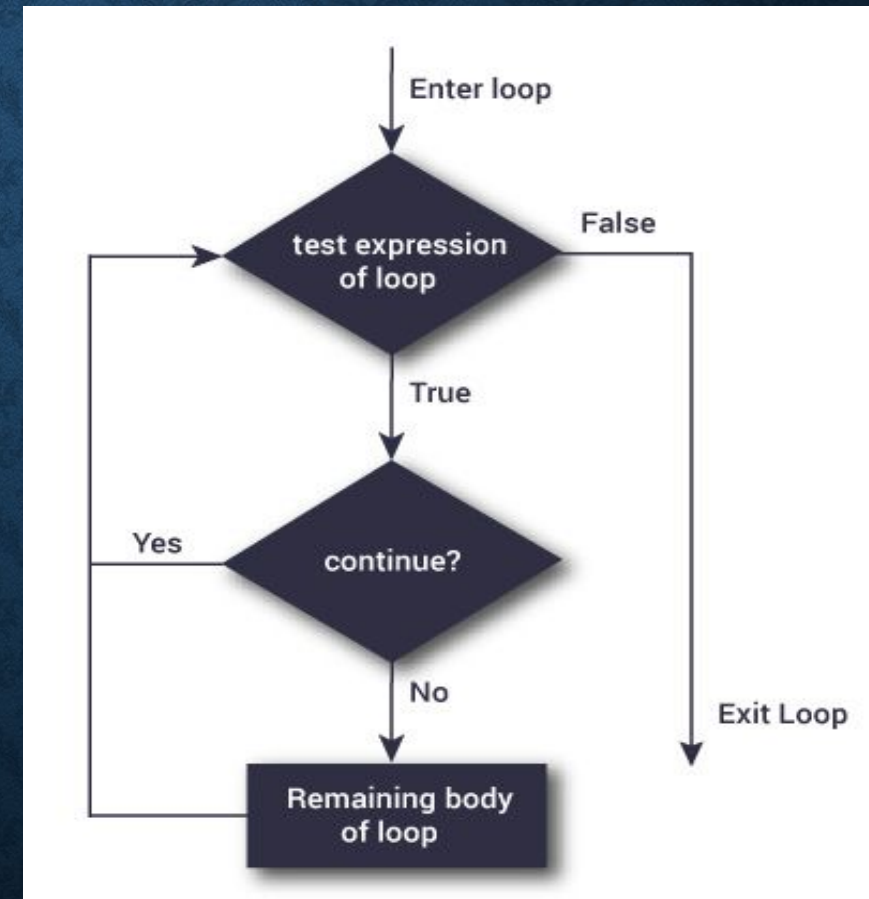 Enter loop
test expression
of loop
False
True
Yes
continue?
No
Exit Loop
Remaining body
of loop